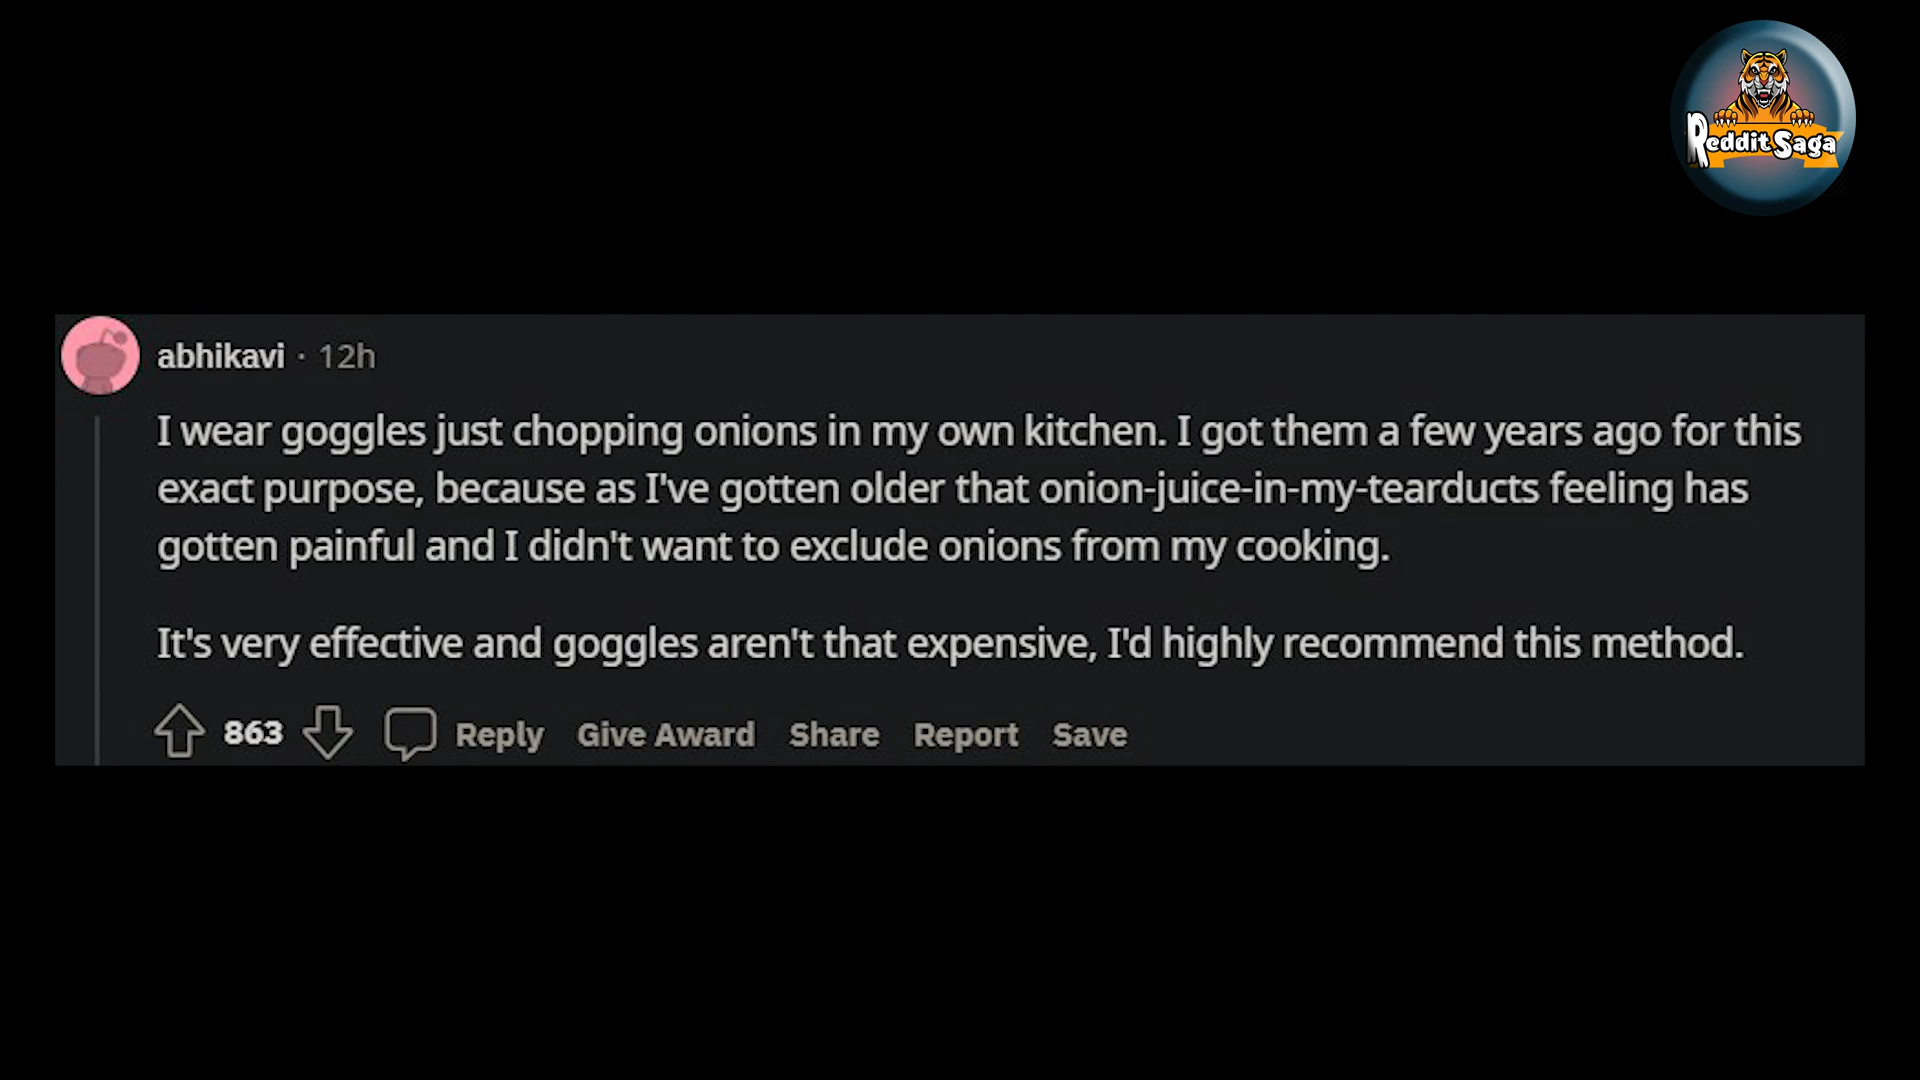 Reddit Saga
abhikavi · 12h
I wear goggles just chopping onions in my own kitchen. I got them a few years ago for this
exact purpose, because as I've gotten older that onion-juice-in-my-tearducts feeling has
gotten painful and I didn't want to exclude onions from my cooking.
It's very effective and goggles aren't that expensive, I'd highly recommend this method.
863 Reply Give Award Share Report Save